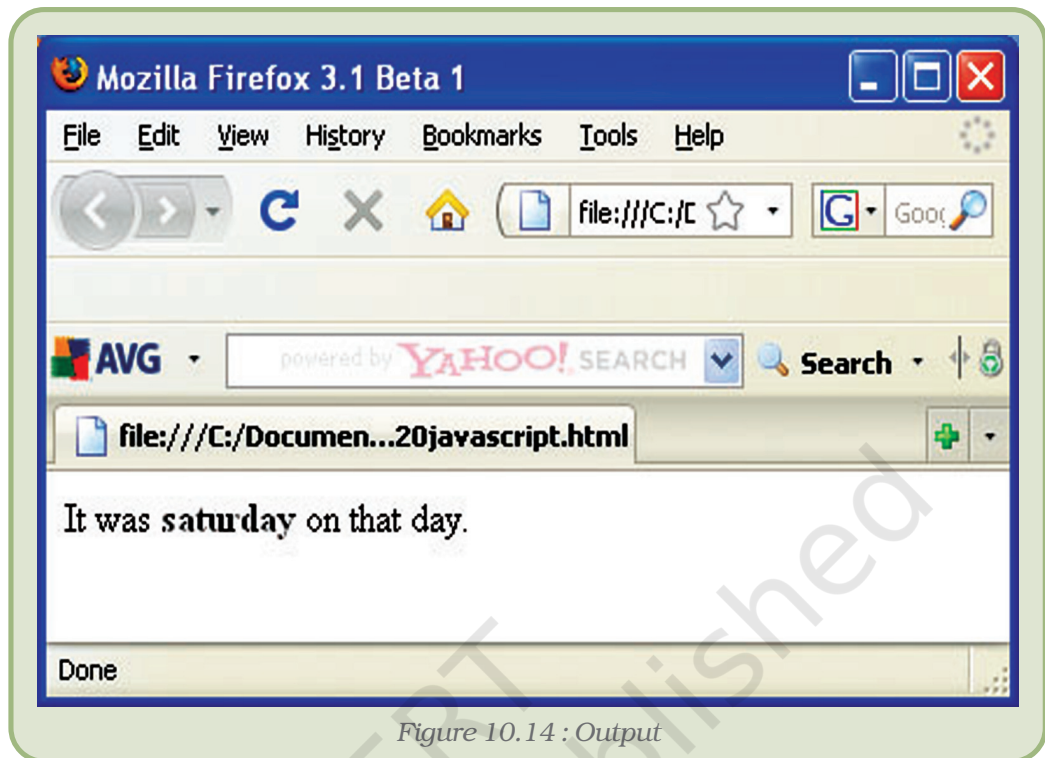 Mozilla Firefox 3.1 Beta 1
File Edit View History Bookmarks Tools Help
file:///C:/D G Goog
AVG powered by YAHOO! SEARCH Search
file:///C:/Documen...20javascript.html
It was saturday on that day.
Done
Figure 10.14 : Output